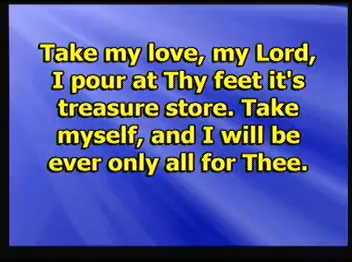 Take my love, my Lord,
I pour at Thy feet it's
treasure store. Take
myself, and I will be
ever only all for Thee.